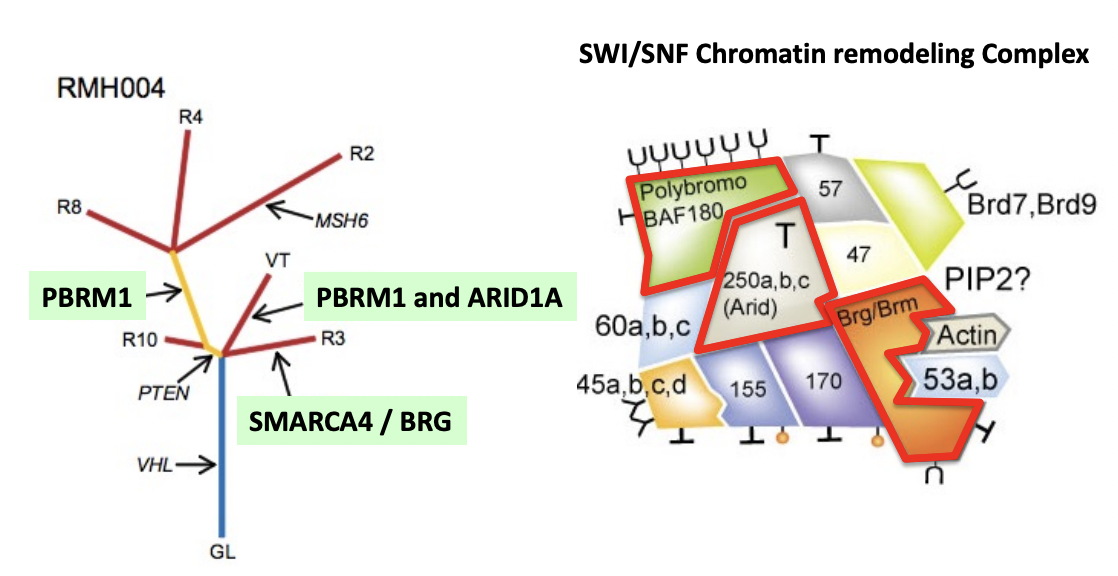 SWI/SNF Chromatin remodeling Complex
RMH004
R4
R2
R8
MSH6
VT
PBRM1
PBRM1 and ARID1A
R10
R3
PTEN
SMARCA4 / BRG
VHL
GL
Polybromo
BAF180
57
Brd7,Brd9
T
47
PIP2?
250a,b,c
(Arid)
Brg/Brm
60a,b,c
Actin
45a,b,c,d
155
170
53a,b